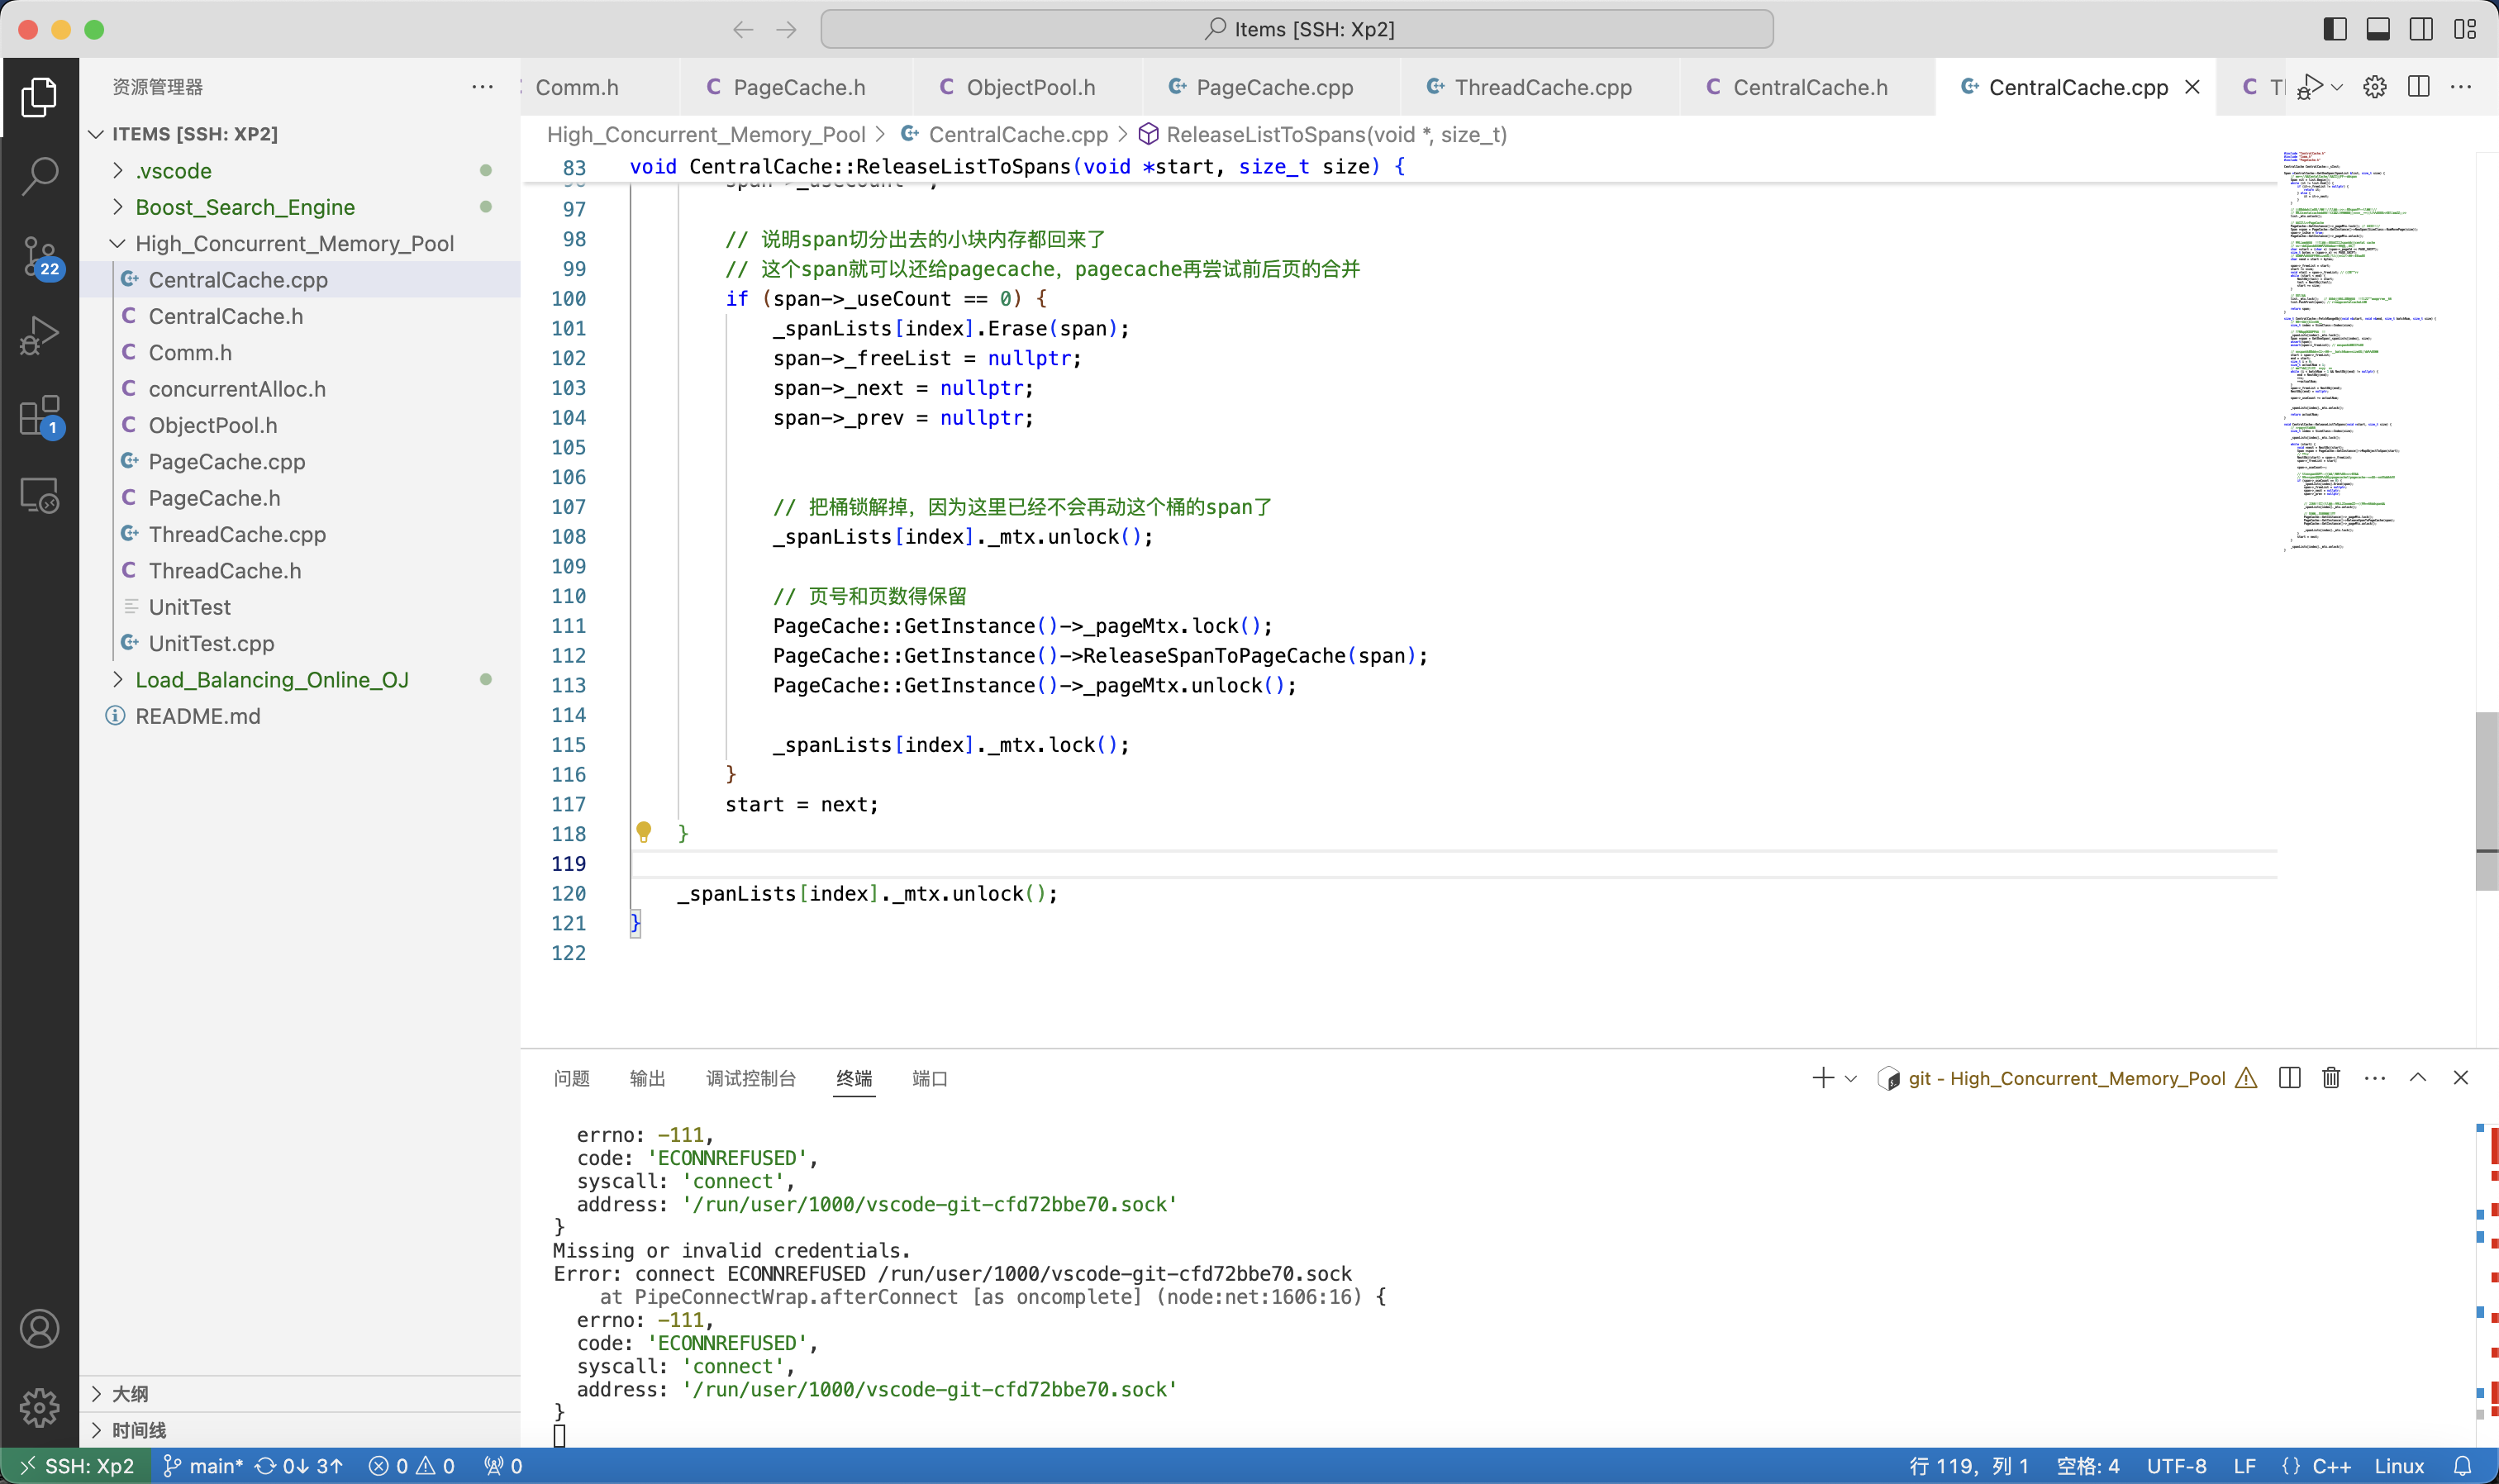 Items [SSH: Xp2]
资源管理器
Comm.h
PageCache.h
ObjectPool.h
PageCache.cpp
ThreadCache.cpp
CentralCache.h
CentralCache.cpp
ITEMS [SSH: XP2]
.vscode
Boost_Search_Engine
High_Concurrent_Memory_Pool
CentralCache.cpp
CentralCache.h
Comm.h
concurrentAlloc.h
ObjectPool.h
PageCache.cpp
PageCache.h
ThreadCache.cpp
ThreadCache.h
UnitTest
UnitTest.cpp
Load_Balancing_Online_OJ
README.md
大纲
时间线
22
1
High_Concurrent_Memory_Pool > CentralCache.cpp > ReleaseListToSpans(void *, size_t)
83 void CentralCache::ReleaseListToSpans(void *start, size_t size) {
97
98 // 说明span切分出去的小块内存都回来了
99 // 这个span就可以还给pagecache，pagecache再尝试前后页的合并
100 if (span->_useCount == 0) {
101 _spanLists[index].Erase(span);
102 span->_freeList = nullptr;
103 span->_next = nullptr;
104 span->_prev = nullptr;
105
106
107 // 把桶锁解掉，因为这里已经不会再动这个桶的span了
108 _spanLists[index]._mtx.unlock();
109
110 // 页号和页数得保留
111 PageCache::GetInstance()->_pageMtx.lock();
112 PageCache::GetInstance()->ReleaseSpanToPageCache(span);
113 PageCache::GetInstance()->_pageMtx.unlock();
114
115 _spanLists[index]._mtx.lock();
116 }
117 start = next;
118 }
119
120 _spanLists[index]._mtx.unlock();
121 }
122
问题 输出 调试控制台 终端 端口
git - High_Concurrent_Memory_Pool
errno: -111,
code: 'ECONNREFUSED',
syscall: 'connect',
address: '/run/user/1000/vscode-git-cfd72bbe70.sock'
}
Missing or invalid credentials.
Error: connect ECONNREFUSED /run/user/1000/vscode-git-cfd72bbe70.sock
at PipeConnectWrap.afterConnect [as oncomplete] (node:net:1606:16) {
errno: -111,
code: 'ECONNREFUSED',
syscall: 'connect',
address: '/run/user/1000/vscode-git-cfd72bbe70.sock'
}
SSH: Xp2 main* 0↓ 3↑ 0 0 0 行 119，列 1 空格: 4 UTF-8 LF {} C++ Linux